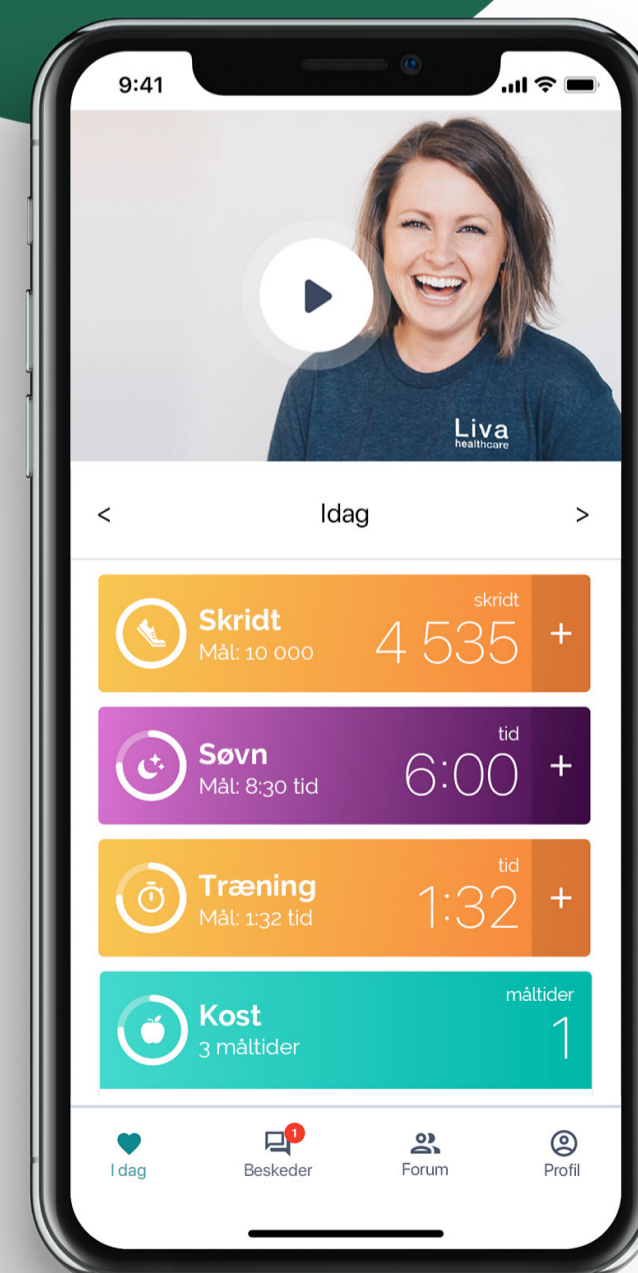 9:41
Liva
healthcare
<
Idag
>
Skridt
Mål: 10 000
skridt
4 535
+
Søvn
Mål: 8:30 tid
tid
6:00
+
Træning
Mål: 1:32 tid
tid
1:32
+
Kost
3 måltider
måltider
1
I dag
1
Beskeder
Forum
Profil